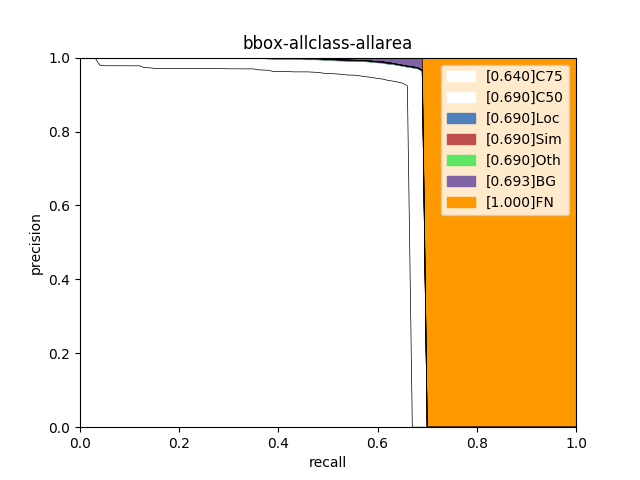 bbox-allclass-allarea
1.0
0.8
0.6
0.4
0.2
0.0
precision
[0.640]C75
[0.690]C50
[0.690]Loc
[0.690]Sim
[0.690]Oth
[0.693]BG
[1.000]FN
0.0 0.2 0.4 0.6 0.8 1.0
recall